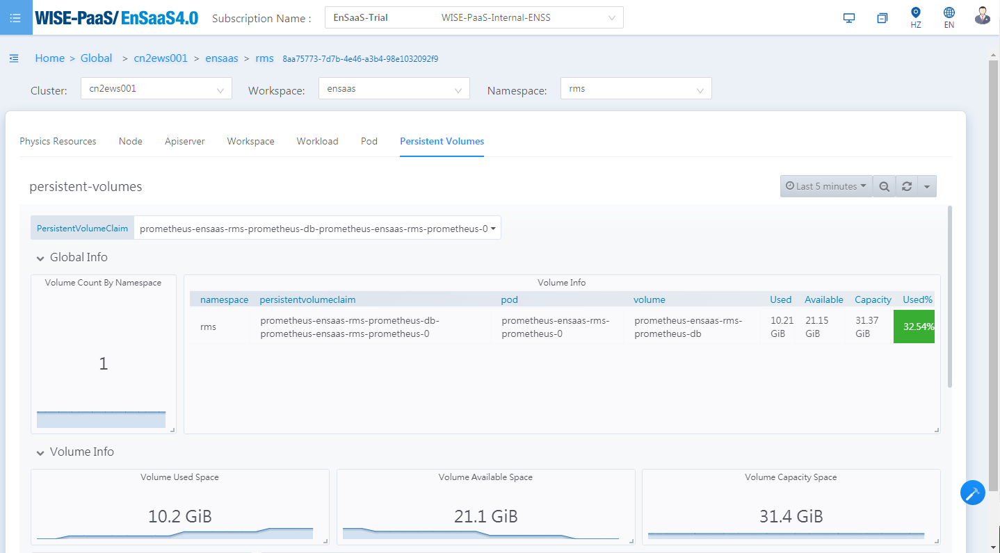 WISE-PaaS/ EnSaaS4.0 Subscription Name : EnSaaS-Trial WISE-PaaS-Internal-ENSS HZ EN
Home > Global > cn2ews001 > ensaas > rms 8aa75773-7d7b-4e46-a3b4-98e1032092f9
Cluster: cn2ews001 Workspace: ensaas Namespace: rms
Physics Resources Node Apiserver Workspace Workload Pod Persistent Volumes
persistent-volumes Last 5 minutes
PersistentVolumeClaim prometheus-ensaas-rms-prometheus-db-prometheus-ensaas-rms-prometheus-0
Global Info
Volume Count By Namespace
1
Volume Info
namespace persistentvolumeclaim pod volume Used Available Capacity Used%
rms prometheus-ensaas-rms-prometheus-db- prometheus-ensaas-rms- prometheus-ensaas-rms- 10.21 21.15 31.37 32.54%
prometheus-ensaas-rms-prometheus-0 prometheus-0 prometheus-db GiB GiB GiB
Volume Info
Volume Used Space Volume Available Space Volume Capacity Space
10.2 GiB 21.1 GiB 31.4 GiB